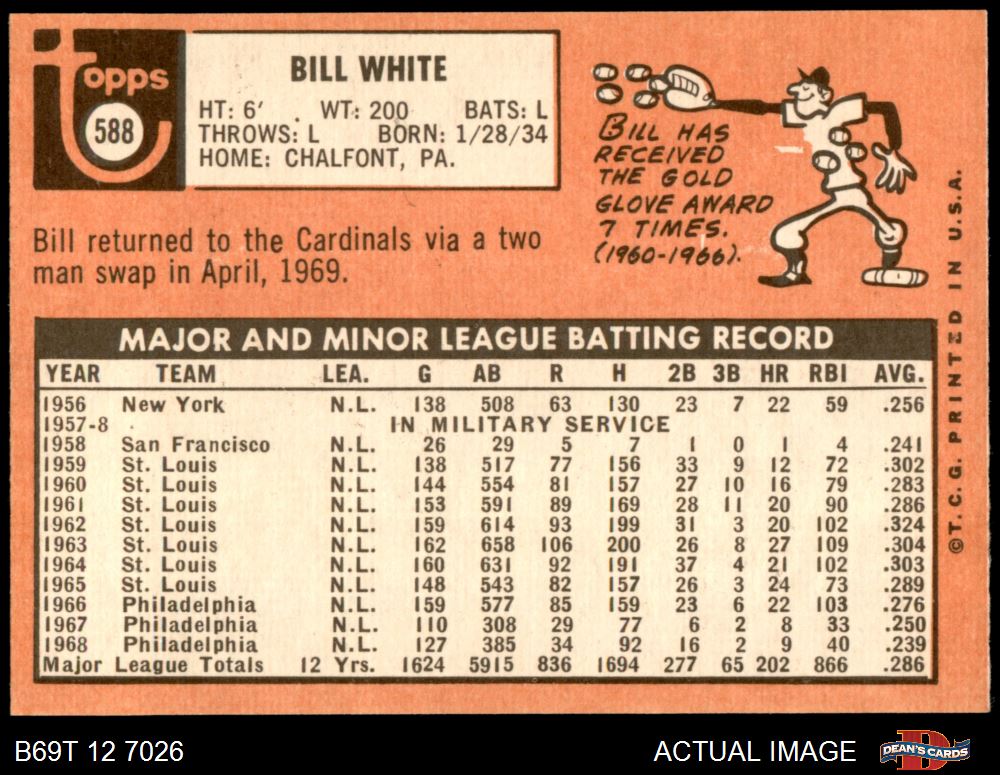 Topps
588
BILL WHITE
HT: 6' . WT: 200 BATS: L
THROWS: L BORN: 1/28/34
HOME: CHALFONT, PA.
BILL HAS
RECEIVED
THE GOLD
GLOVE AWARD
7 TIMES.
(1960-1966).
Bill returned to the Cardinals via a two
man swap in April, 1969.
MAJOR AND MINOR LEAGUE BATTING RECORD
YEAR TEAM LEA. G AB R H 2B 3B HR RBI AVG.
1956 New York N.L. 138 508 63 130 23 7 22 59 .256
1957-8 IN MILITARY SERVICE
1958 San Francisco N.L. 26 29 5 7 1 0 1 4 .241
1959 St. Louis N.L. 138 517 77 156 33 9 12 72 .302
1960 St. Louis N.L. 144 554 81 157 27 10 16 79 .283
1961 St. Louis N.L. 153 591 89 169 28 11 20 90 .286
1962 St. Louis N.L. 159 614 93 199 31 3 20 102 .324
1963 St. Louis N.L. 162 658 106 200 26 8 27 109 .304
1964 St. Louis N.L. 160 631 92 191 37 4 21 102 .303
1965 St. Louis N.L. 148 543 82 157 26 3 24 73 .289
1966 Philadelphia N.L. 159 577 85 159 23 6 22 103 .276
1967 Philadelphia N.L. 110 308 29 77 6 2 8 33 .250
1968 Philadelphia N.L. 127 385 34 92 16 2 9 40 .239
Major League Totals 12 Yrs. 1624 5915 836 1694 277 65 202 866 .286
©T.C.G. PRINTED IN U.S.A.
B69T 12 7026
ACTUAL IMAGE
DEAN'S CARDS